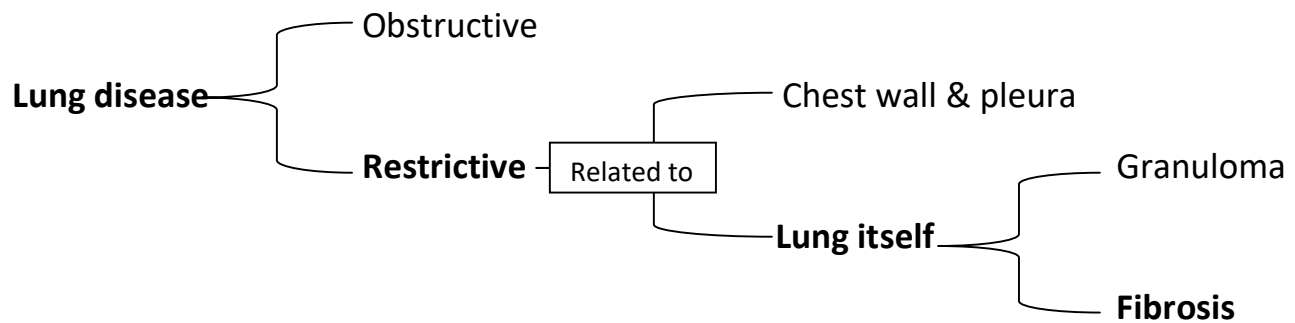 Obstructive
Lung disease
Chest wall & pleura
Restrictive
Related to
Granuloma
Lung itself
Fibrosis